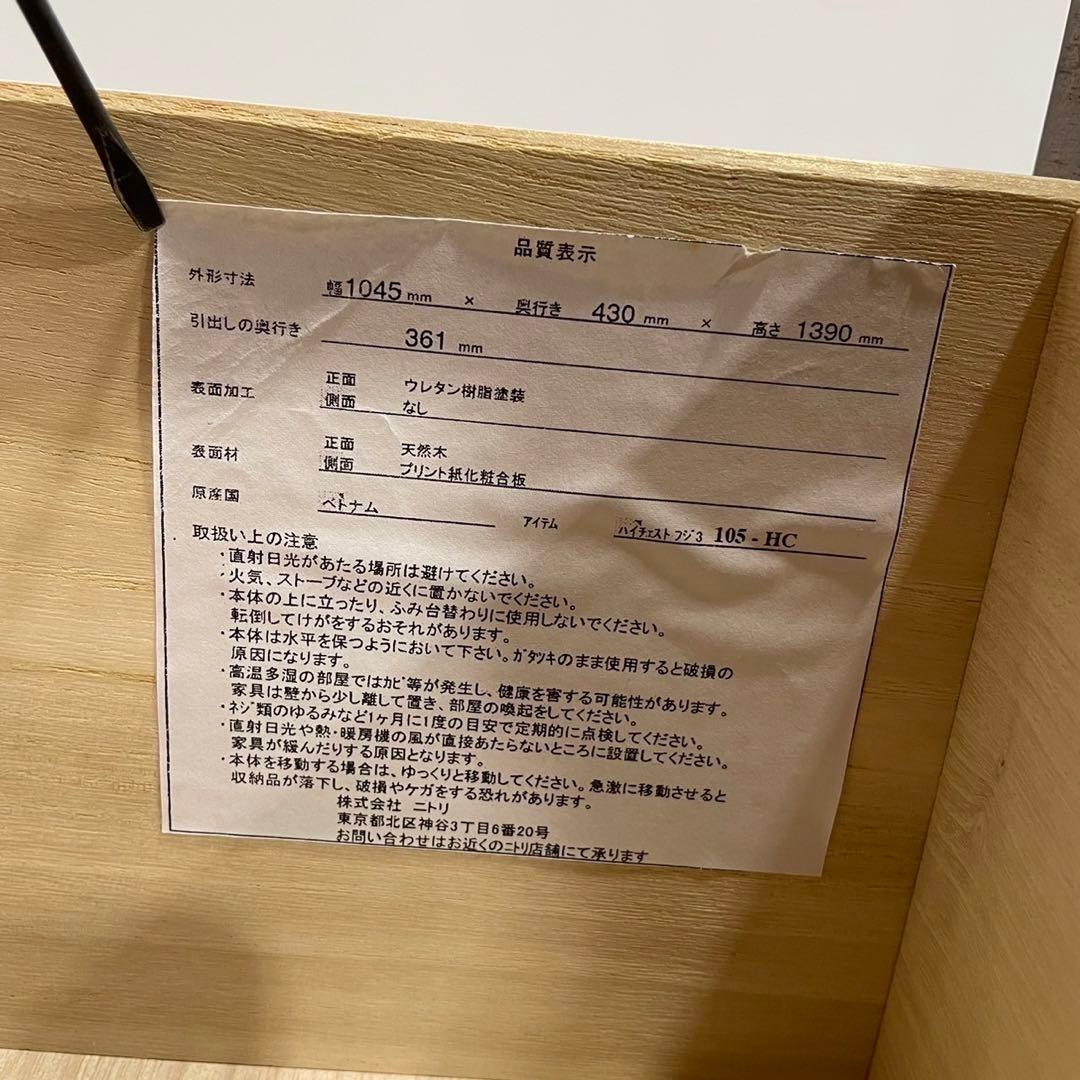 品質表示
外形寸法 幅1045 mm × 奥行き 430 mm × 高さ 1390 mm
引出しの奥行き 361 mm
表面加工 正面 ウレタン樹脂塗装
側面 なし
表面材 正面 天然木
側面 プリント紙化粧合板
原産国 ベトナム アイテム ハイチェスト フジ3 105 - HC
取扱い上の注意
・直射日光があたる場所は避けてください。
・火気、ストーブなどの近くに置かないでください。
・本体の上に立ったり、ふみ台替わりに使用しないでください。
転倒してけがをするおそれがあります。
・本体は水平を保つようにおいて下さい。ガタツキのまま使用すると破損の
原因になります。
・高温多湿の部屋ではカビ等が発生し、健康を害する可能性があります。
家具は壁から少し離して置き、部屋の喚起をしてください。
・ネジ類のゆるみなど1ヶ月に1度の目安で定期的に点検してください。
・直射日光や熱・暖房機の風が直接あたらないところに設置してください。
家具が緩んだりする原因となります。
・本体を移動する場合は、ゆっくりと移動してください。急激に移動させると
収納品が落下し、破損やケガをする恐れがあります。
株式会社 ニトリ
東京都北区神谷3丁目6番20号
お問い合わせはお近くのニトリ店舗にて承ります